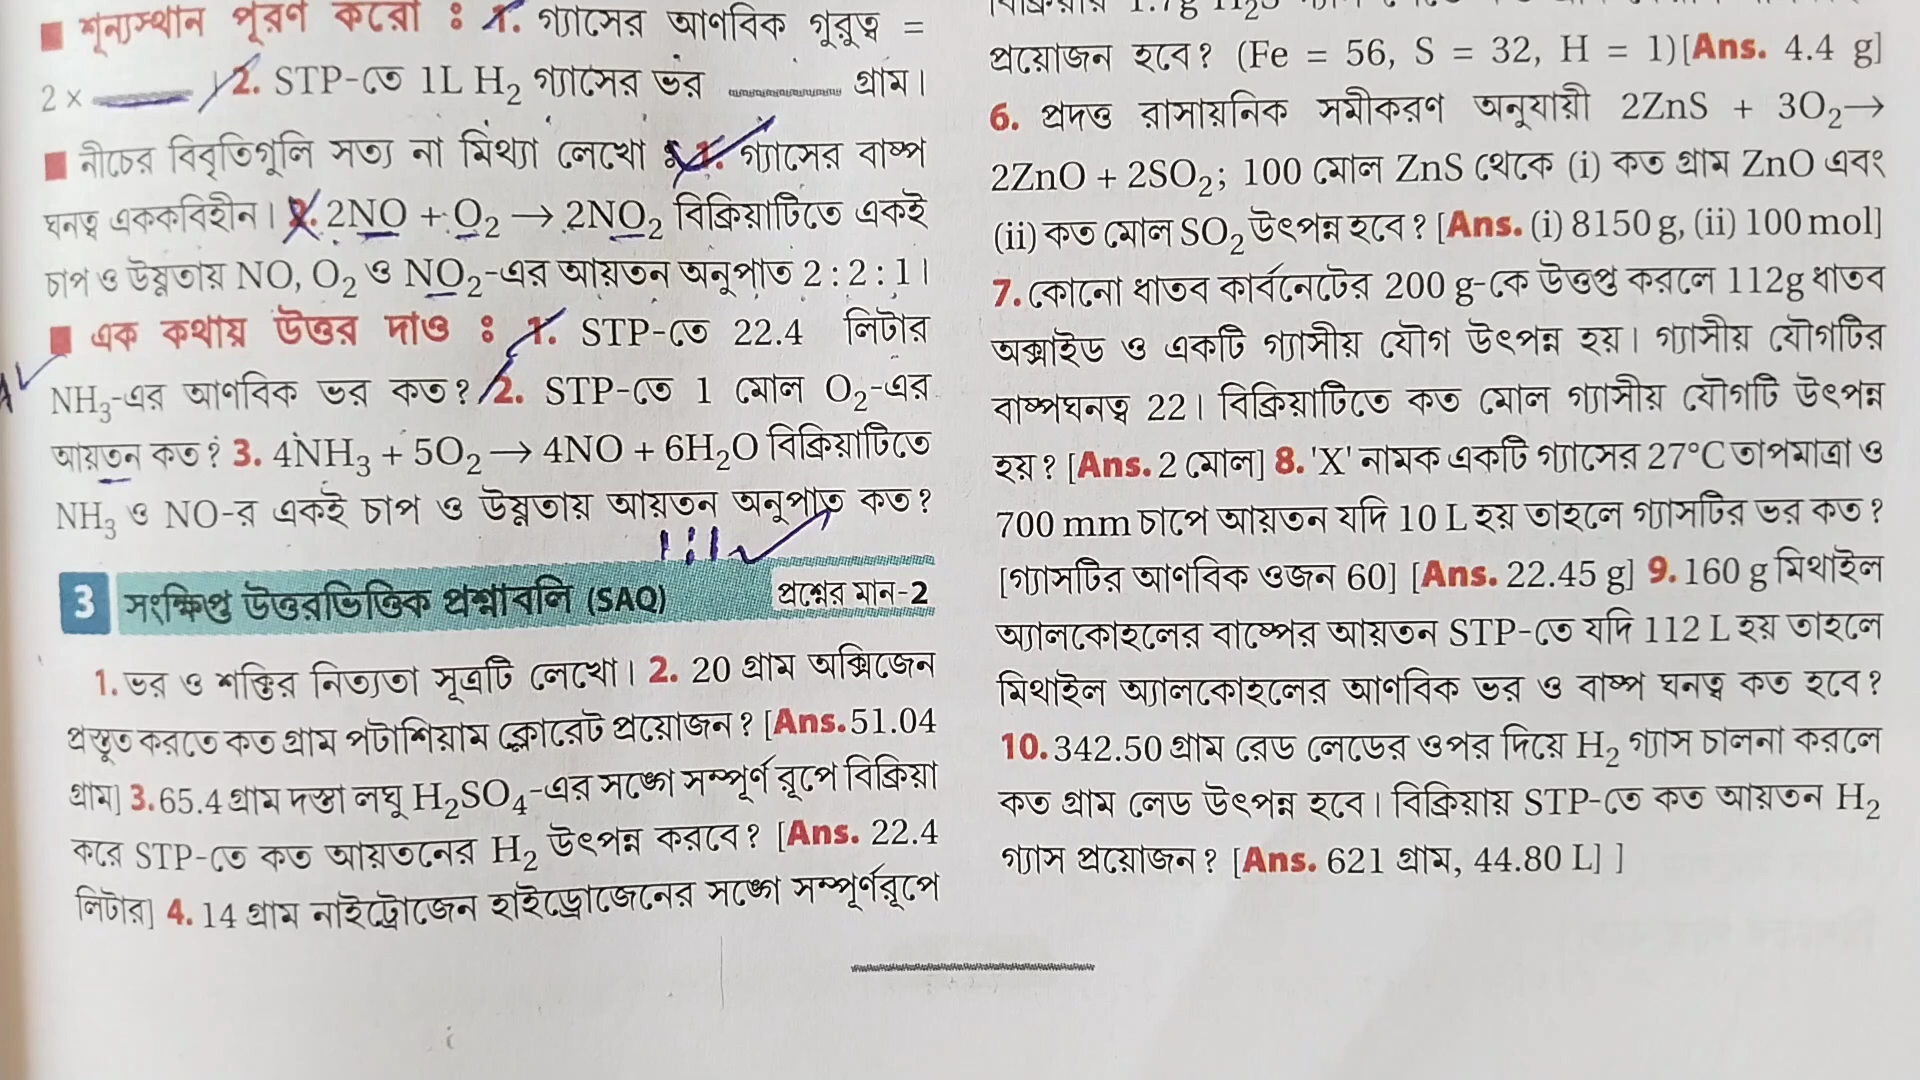 ■ শূন্যস্থান পূরণ করো : 1. গ্যাসের আণবিক গুরুত্ব =
2 × ______ । 2. STP-তে 1L H₂ গ্যাসের ভর ............ গ্রাম।
■ নীচের বিবৃতিগুলি সত্য না মিথ্যা লেখো : 1. গ্যাসের বাষ্প
ঘনত্ব এককবিহীন। 2. 2NO + O₂ → 2NO₂ বিক্রিয়াটিতে একই
চাপ ও উষ্ণতায় NO, O₂ ও NO₂-এর আয়তন অনুপাত 2 : 2 : 1।
■ এক কথায় উত্তর দাও : 1. STP-তে 22.4 লিটার
NH₃-এর আণবিক ভর কত? 2. STP-তে 1 মোল O₂-এর
আয়তন কত? 3. 4NH₃ + 5O₂ → 4NO + 6H₂O বিক্রিয়াটিতে
NH₃ ও NO-র একই চাপ ও উষ্ণতায় আয়তন অনুপাত কত?
1:1
3 সংক্ষিপ্ত উত্তরভিত্তিক প্রশ্নাবলি (SAQ) প্রশ্নের মান-2
1. ভর ও শক্তির নিত্যতা সূত্রটি লেখো। 2. 20 গ্রাম অক্সিজেন
প্রস্তুত করতে কত গ্রাম পটাশিয়াম ক্লোরেট প্রয়োজন? [Ans. 51.04
গ্রাম] 3. 65.4 গ্রাম দস্তা লঘু H₂SO₄-এর সঙ্গে সম্পূর্ণ রূপে বিক্রিয়া
করে STP-তে কত আয়তনের H₂ উৎপন্ন করবে? [Ans. 22.4
লিটার] 4. 14 গ্রাম নাইট্রোজেন হাইড্রোজেনের সঙ্গে সম্পূর্ণরূপে
প্রয়োজন হবে? (Fe = 56, S = 32, H = 1) [Ans. 4.4 g]
6. প্রদত্ত রাসায়নিক সমীকরণ অনুযায়ী 2ZnS + 3O₂→
2ZnO + 2SO₂; 100 মোল ZnS থেকে (i) কত গ্রাম ZnO এবং
(ii) কত মোল SO₂ উৎপন্ন হবে? [Ans. (i) 8150 g, (ii) 100 mol]
7. কোনো ধাতব কার্বনেটের 200 g-কে উত্তপ্ত করলে 112g ধাতব
অক্সাইড ও একটি গ্যাসীয় যৌগ উৎপন্ন হয়। গ্যাসীয় যৌগটির
বাষ্পঘনত্ব 22। বিক্রিয়াটিতে কত মোল গ্যাসীয় যৌগটি উৎপন্ন
হয়? [Ans. 2 মোল] 8. 'X' নামক একটি গ্যাসের 27°C তাপমাত্রা ও
700 mm চাপে আয়তন যদি 10 L হয় তাহলে গ্যাসটির ভর কত?
[গ্যাসটির আণবিক ওজন 60] [Ans. 22.45 g] 9. 160 g মিথাইল
অ্যালকোহলের বাষ্পের আয়তন STP-তে যদি 112 L হয় তাহলে
মিথাইল অ্যালকোহলের আণবিক ভর ও বাষ্প ঘনত্ব কত হবে?
10. 342.50 গ্রাম রেড লেডের ওপর দিয়ে H₂ গ্যাস চালনা করলে
কত গ্রাম লেড উৎপন্ন হবে। বিক্রিয়ায় STP-তে কত আয়তন H₂
গ্যাস প্রয়োজন? [Ans. 621 গ্রাম, 44.80 L] ]